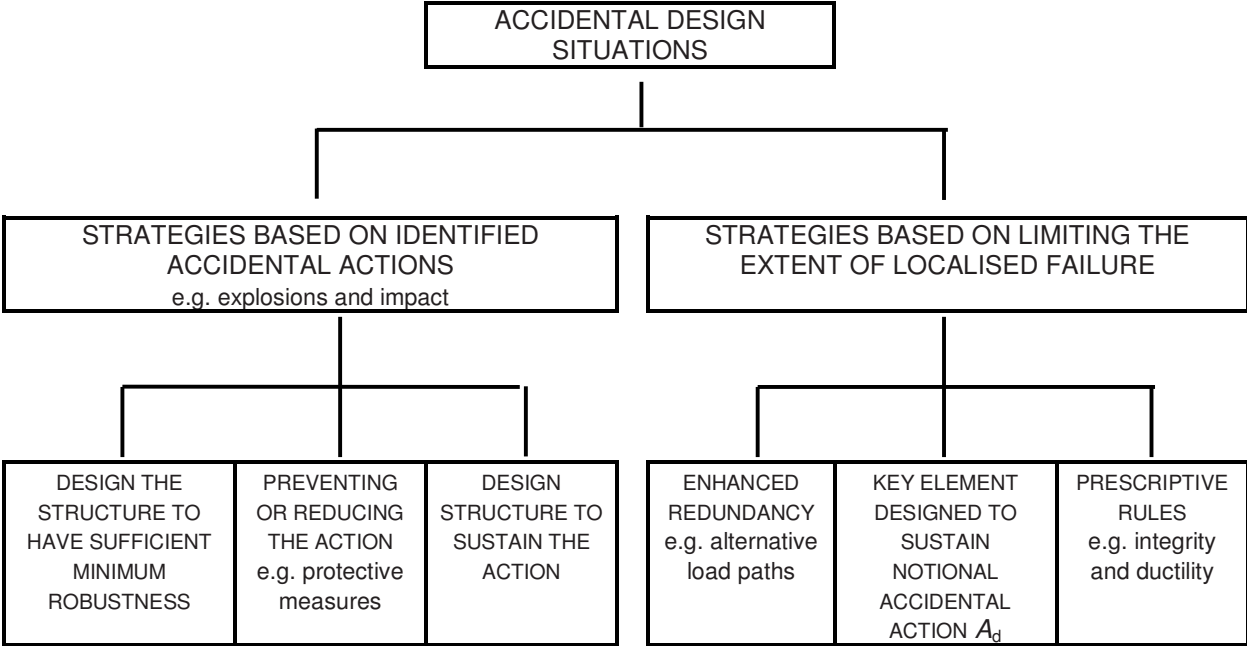 ACCIDENTAL DESIGN
SITUATIONS
STRATEGIES BASED ON IDENTIFIED
ACCIDENTAL ACTIONS
e.g. explosions and impact
STRATEGIES BASED ON LIMITING THE
EXTENT OF LOCALISED FAILURE
DESIGN THE
STRUCTURE TO
HAVE SUFFICIENT
MINIMUM
ROBUSTNESS
PREVENTING
OR REDUCING
THE ACTION
e.g. protective
measures
DESIGN
STRUCTURE TO
SUSTAIN THE
ACTION
ENHANCED
REDUNDANCY
e.g. alternative
load paths
KEY ELEMENT
DESIGNED TO
SUSTAIN
NOTIONAL
ACCIDENTAL
ACTION Ad
PRESCRIPTIVE
RULES
e.g. integrity
and ductility